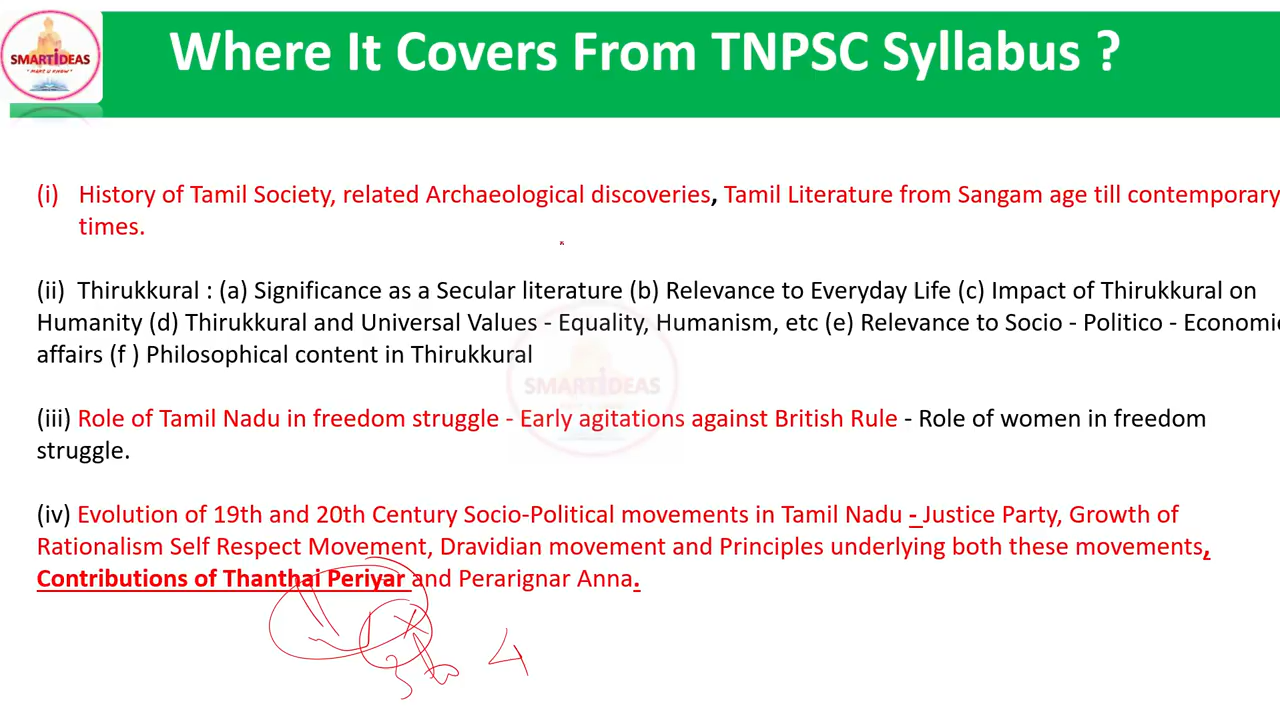 Where It Covers From TNPSC Syllabus ?
SMARTIDEAS
"MAKE U KNOW"
(i) History of Tamil Society, related Archaeological discoveries, Tamil Literature from Sangam age till contemporary
times.
(ii) Thirukkural : (a) Significance as a Secular literature (b) Relevance to Everyday Life (c) Impact of Thirukkural on
Humanity (d) Thirukkural and Universal Values - Equality, Humanism, etc (e) Relevance to Socio - Politico - Economic
affairs (f ) Philosophical content in Thirukkural
SMARTIDEAS
(iii) Role of Tamil Nadu in freedom struggle - Early agitations against British Rule - Role of women in freedom
struggle.
(iv) Evolution of 19th and 20th Century Socio-Political movements in Tamil Nadu - Justice Party, Growth of
Rationalism Self Respect Movement, Dravidian movement and Principles underlying both these movements,
Contributions of Thanthai Periyar and Perarignar Anna.
3 4